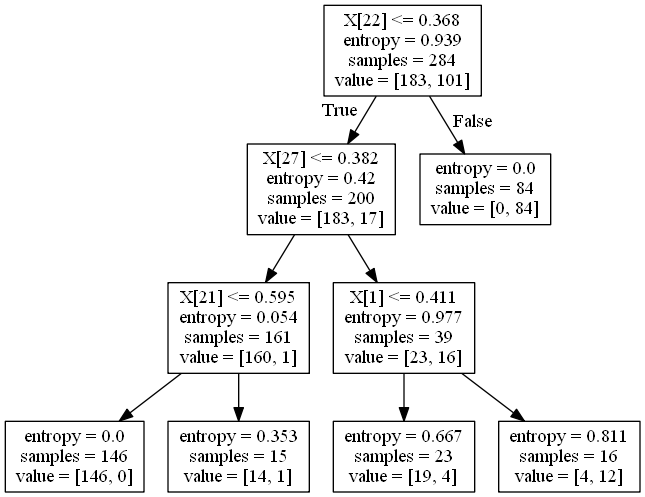 X[22] <= 0.368
entropy = 0.939
samples = 284
value = [183, 101]
True
False
X[27] <= 0.382
entropy = 0.42
samples = 200
value = [183, 17]
entropy = 0.0
samples = 84
value = [0, 84]
X[21] <= 0.595
entropy = 0.054
samples = 161
value = [160, 1]
X[1] <= 0.411
entropy = 0.977
samples = 39
value = [23, 16]
entropy = 0.0
samples = 146
value = [146, 0]
entropy = 0.353
samples = 15
value = [14, 1]
entropy = 0.667
samples = 23
value = [19, 4]
entropy = 0.811
samples = 16
value = [4, 12]